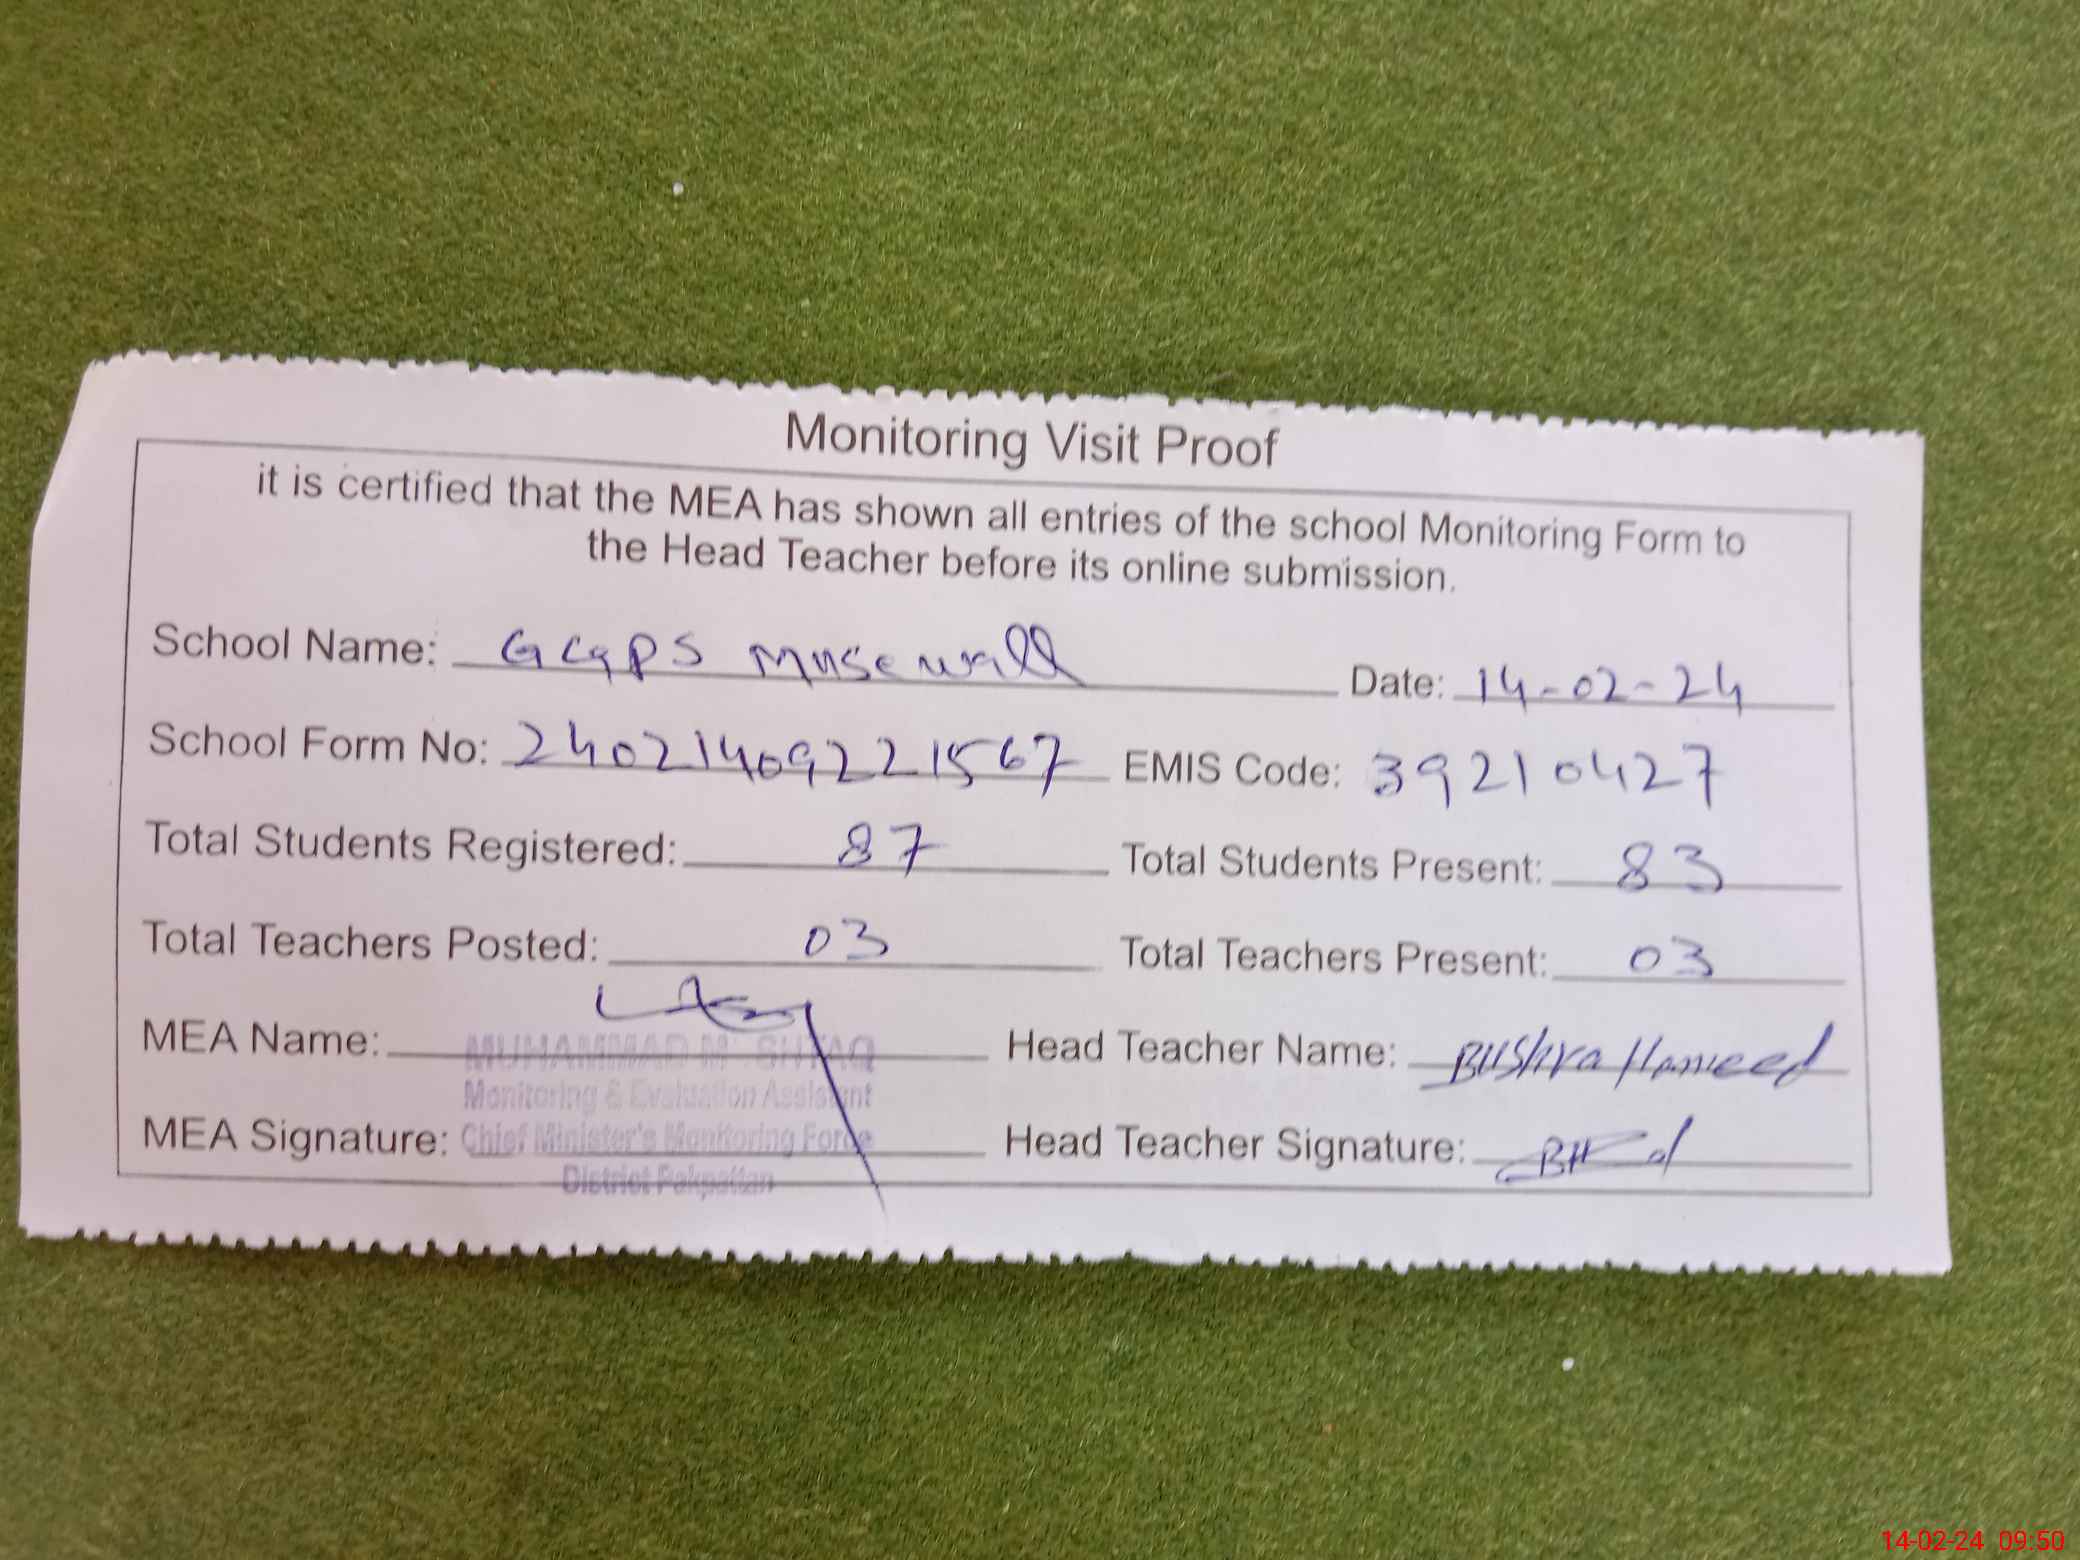 Monitoring Visit Proof
it is certified that the MEA has shown all entries of the school Monitoring Form to
the Head Teacher before its online submission.
School Name: GCGPS Musewall Date: 14-02-24
School Form No: 24021409221567 EMIS Code: 39210427
Total Students Registered: 87 Total Students Present: 83
Total Teachers Posted: 03 Total Teachers Present: 03
MEA Name: MUHAMMAD Head Teacher Name: Bushra Hameed
Monitoring & Evaluation Assistant
MEA Signature: Chief Minister's Monitoring Force Head Teacher Signature:
District Pakpattan
14-02-24 09:50